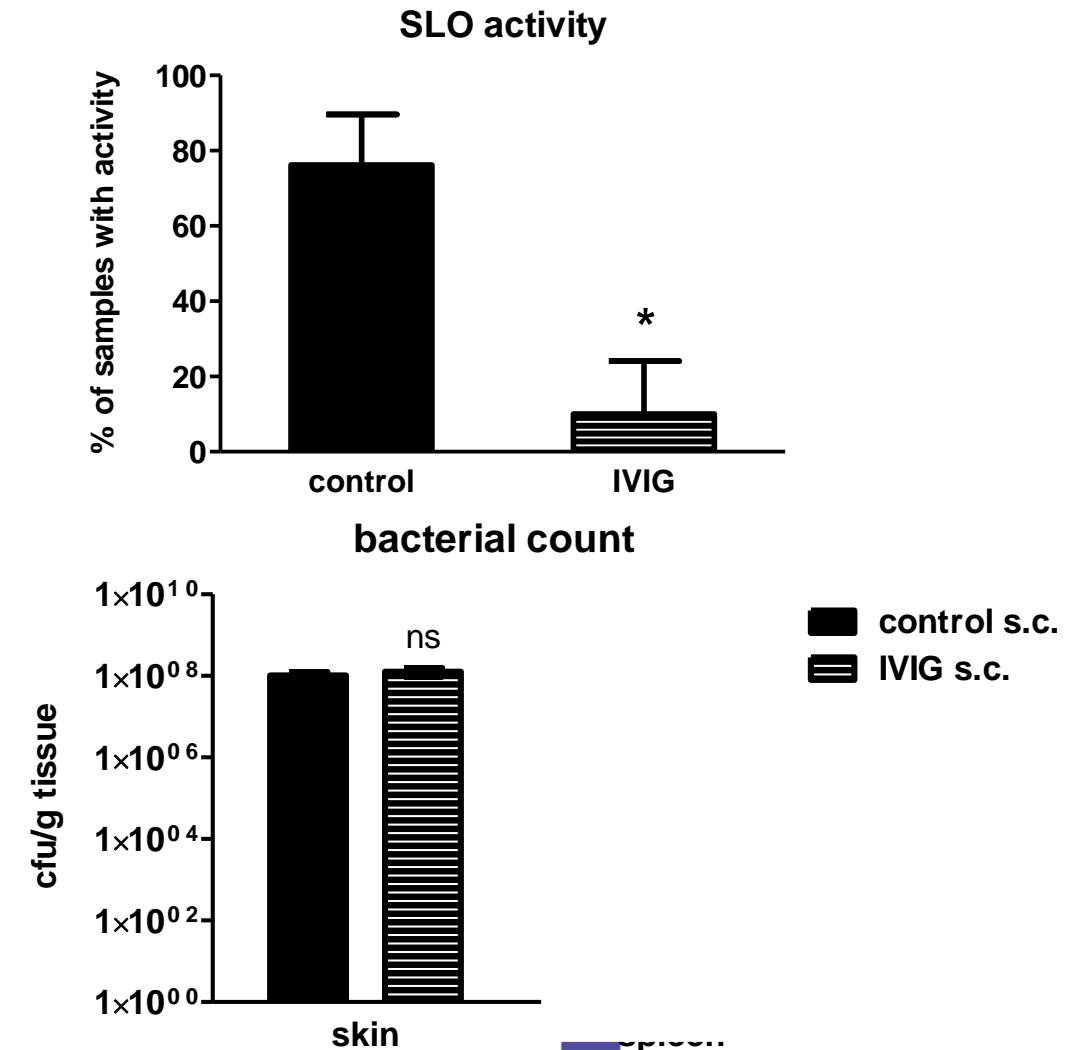 SLO activity
% of samples with activity
100
80
60
40
20
0
*
control
IVIG
bacterial count
cfu/g tissue
1×10¹⁰
1×10⁰⁸
1×10⁰⁶
1×10⁰⁴
1×10⁰²
1×10⁰⁰
ns
skin
control s.c.
IVIG s.c.